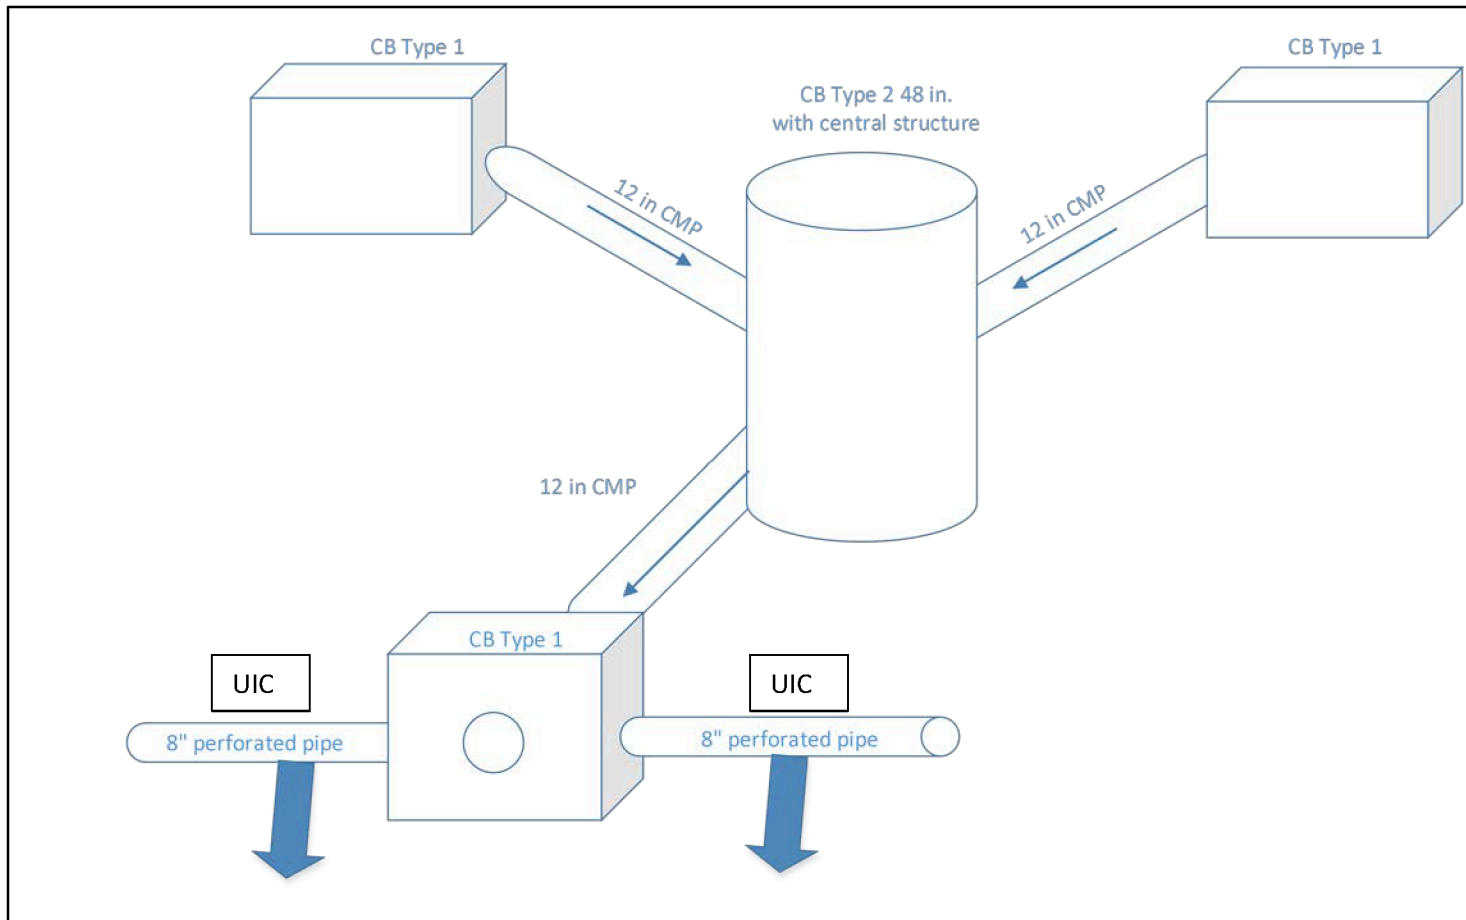 CB Type 1
CB Type 1
CB Type 2 48 in.
with central structure
12 in CMP
12 in CMP
12 in CMP
CB Type 1
UIC
UIC
8" perforated pipe
8" perforated pipe